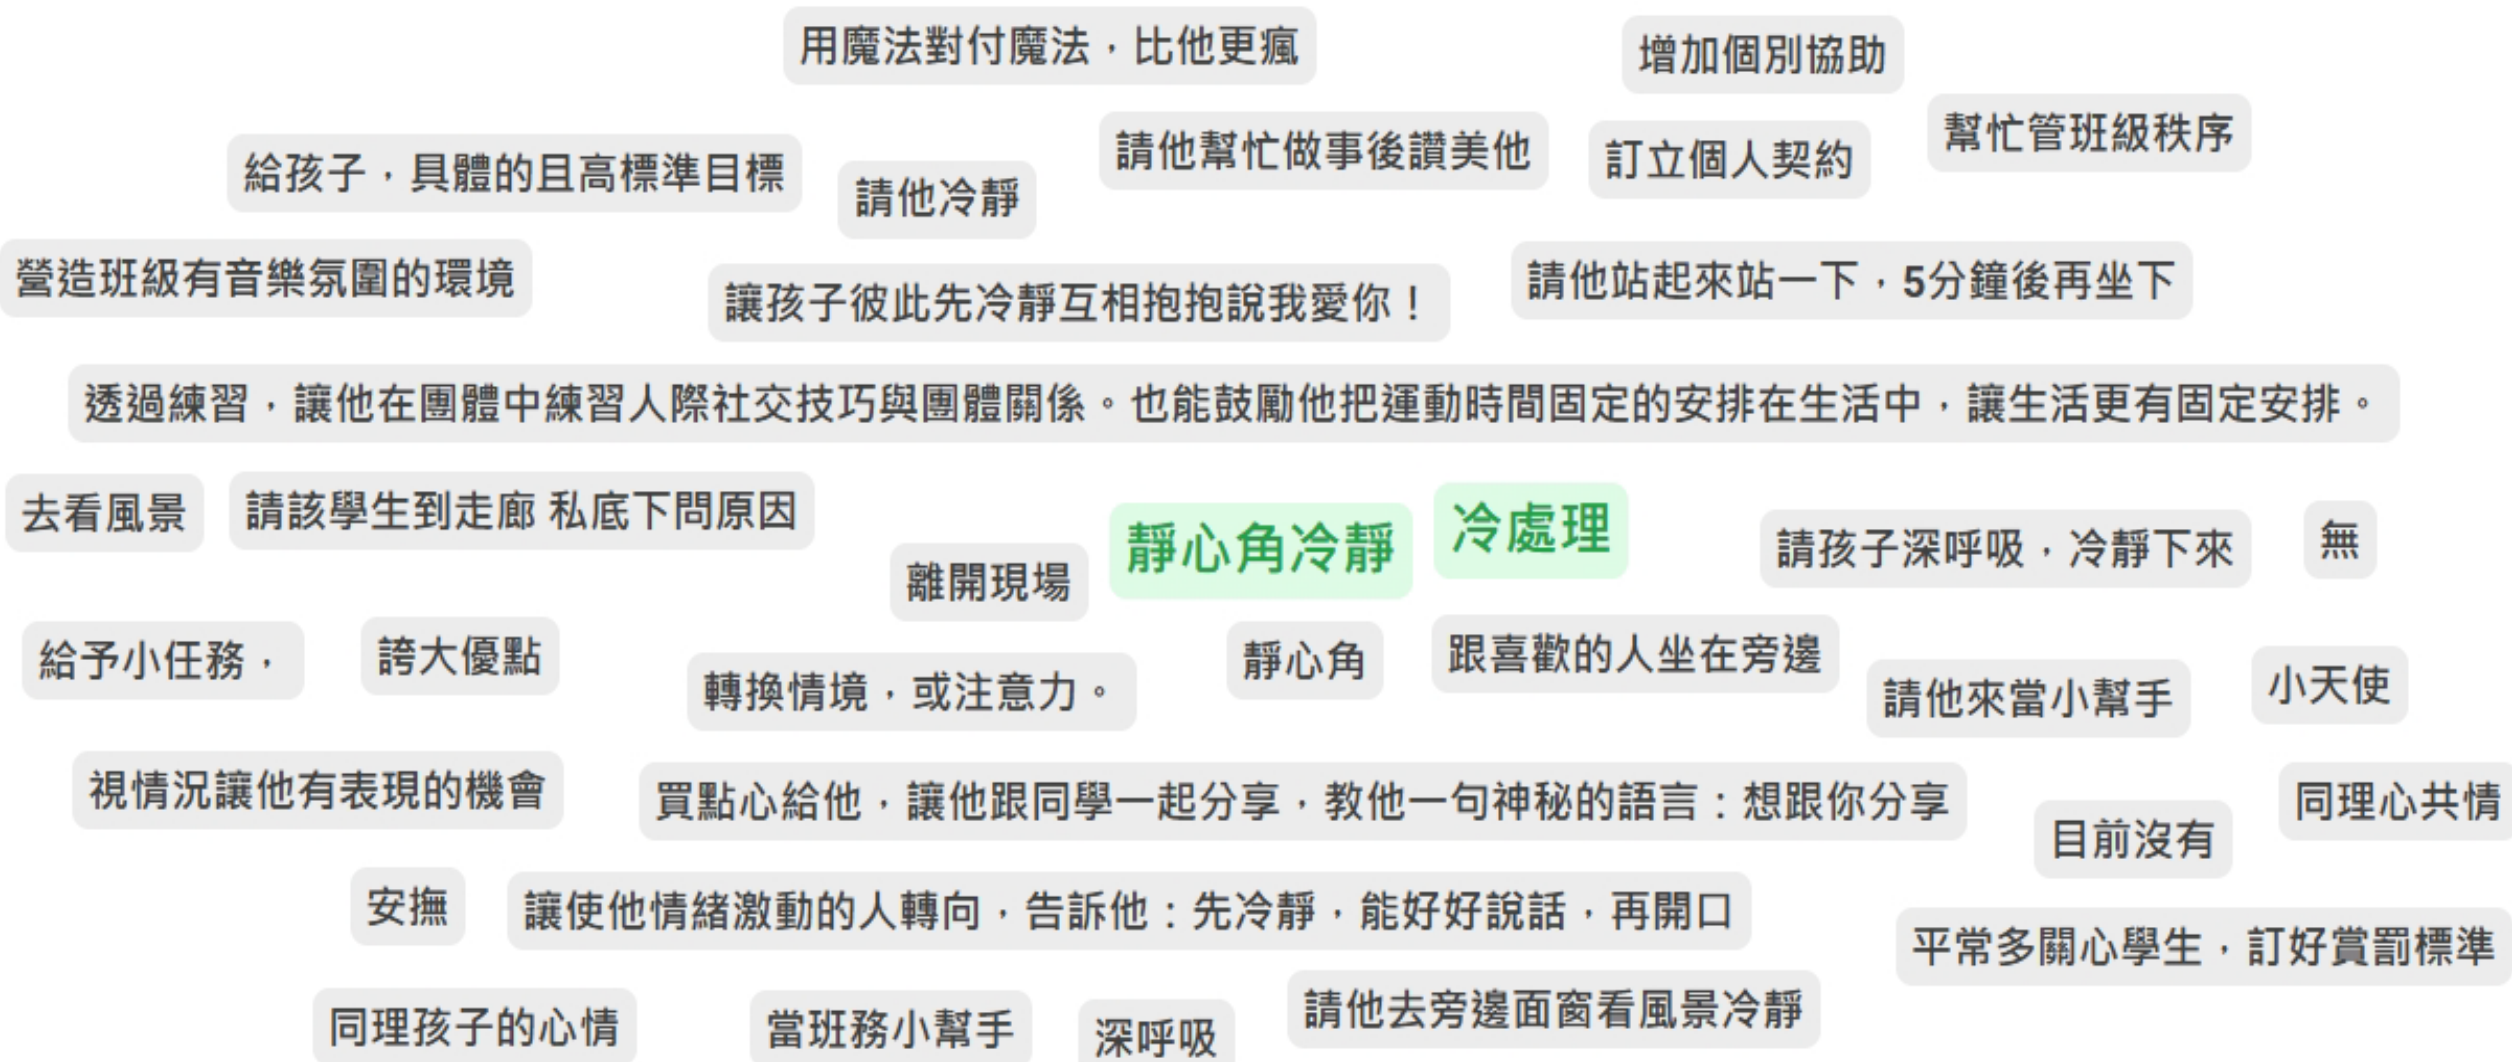 用魔法對付魔法，比他更瘋
增加個別協助
幫忙管班級秩序
請他幫忙做事後讚美他
訂立個人契約
給孩子，具體的且高標準目標
請他冷靜
營造班級有音樂氛圍的環境
讓孩子彼此先冷靜互相抱抱說我愛你！
請他站起來站一下，5分鐘後再坐下
透過練習，讓他在團體中練習人際社交技巧與團體關係。也能鼓勵他把運動時間固定的安排在生活中，讓生活更有固定安排。
去看風景
請該學生到走廊 私底下問原因
靜心角冷靜
冷處理
請孩子深呼吸，冷靜下來
無
離開現場
給予小任務，
誇大優點
轉換情境，或注意力。
靜心角
跟喜歡的人坐在旁邊
請他來當小幫手
小天使
視情況讓他有表現的機會
買點心給他，讓他跟同學一起分享，教他一句神秘的語言：想跟你分享
目前沒有
同理心共情
安撫
讓使他情緒激動的人轉向，告訴他：先冷靜，能好好說話，再開口
平常多關心學生，訂好賞罰標準
同理孩子的心情
當班務小幫手
深呼吸
請他去旁邊面窗看風景冷靜